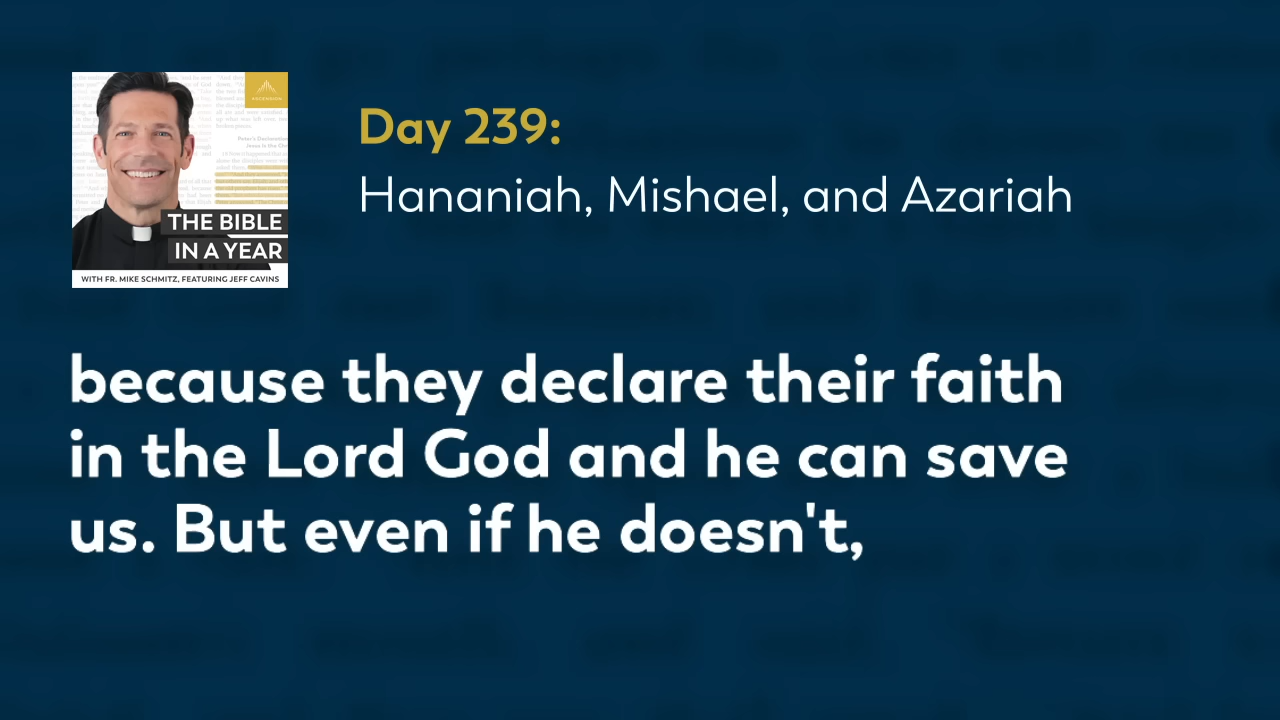 ASCENSION
THE BIBLE
IN A YEAR
WITH FR. MIKE SCHMITZ, FEATURING JEFF CAVINS
Day 239:
Hananiah, Mishael, and Azariah
because they declare their faith
in the Lord God and he can save
us. But even if he doesn't,